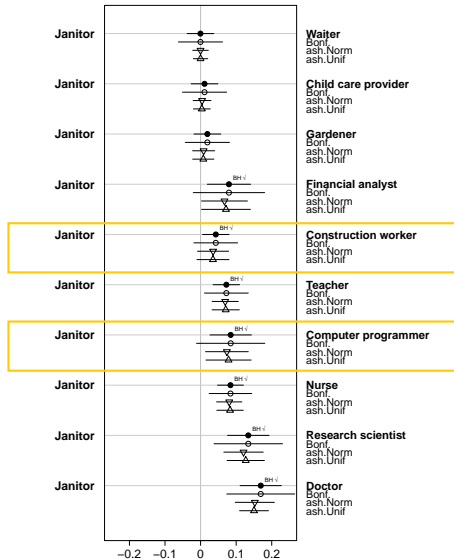 Janitor Waiter
Bonf.
ash.Norm
ash.Unif
Janitor Child care provider
Bonf.
ash.Norm
ash.Unif
Janitor Gardener
Bonf.
ash.Norm
ash.Unif
BH √
Janitor Financial analyst
Bonf.
ash.Norm
ash.Unif
BH √
Janitor Construction worker
Bonf.
ash.Norm
ash.Unif
BH √
Janitor Teacher
Bonf.
ash.Norm
ash.Unif
BH √
Janitor Computer programmer
Bonf.
ash.Norm
ash.Unif
BH √
Janitor Nurse
Bonf.
ash.Norm
ash.Unif
BH √
Janitor Research scientist
Bonf.
ash.Norm
ash.Unif
BH √
Janitor Doctor
Bonf.
ash.Norm
ash.Unif
−0.2 −0.1 0 0.1 0.2